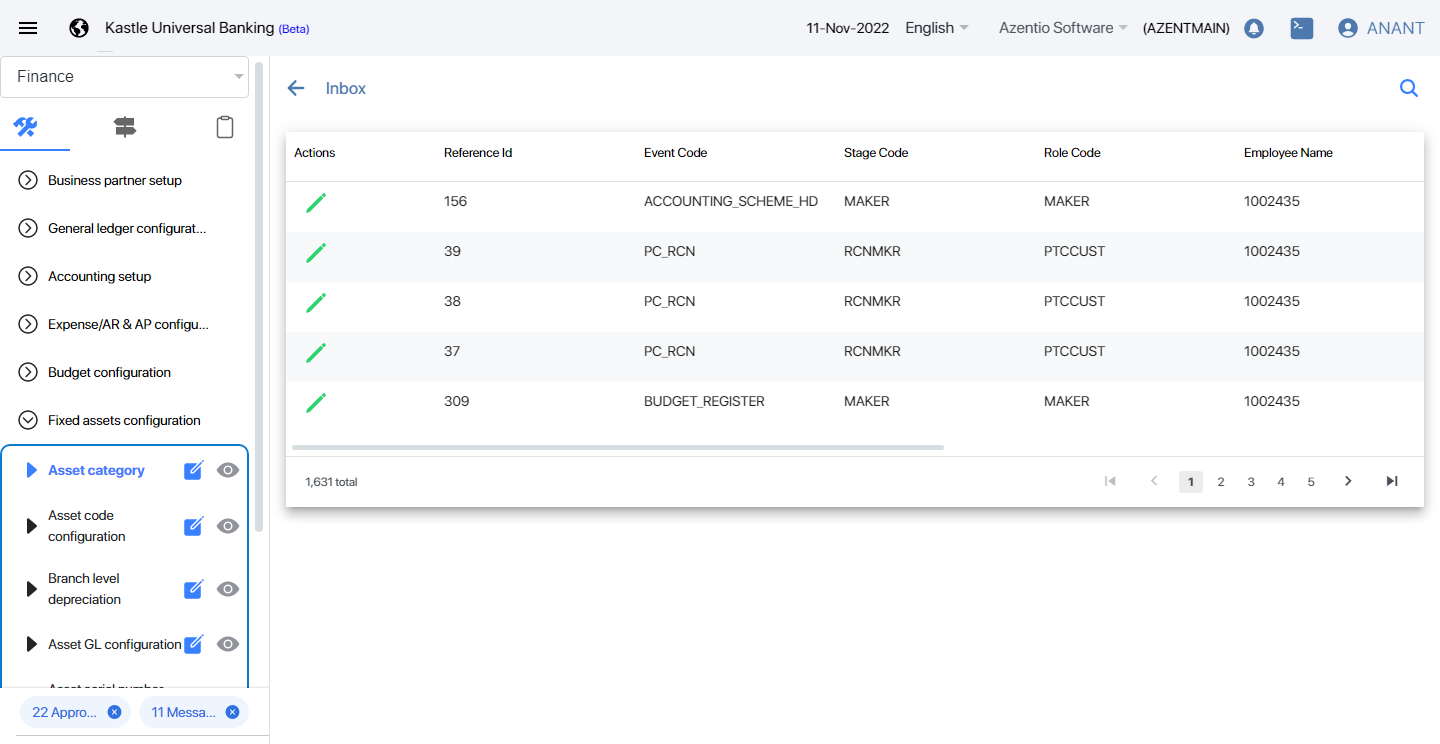 Kastle Universal Banking (Beta)
11-Nov-2022 English Azentio Software (AZENTMAIN) ANANT
Finance
Business partner setup
General ledger configurat...
Accounting setup
Expense/AR & AP configu...
Budget configuration
Fixed assets configuration
Asset category
Asset code
configuration
Branch level
depreciation
Asset GL configuration
Asset serial number
22 Appro...
11 Messa...
Inbox
Actions Reference Id Event Code Stage Code Role Code Employee Name
156 ACCOUNTING_SCHEME_HD MAKER MAKER 1002435
39 PC_RCN RCNMKR PTCCUST 1002435
38 PC_RCN RCNMKR PTCCUST 1002435
37 PC_RCN RCNMKR PTCCUST 1002435
309 BUDGET_REGISTER MAKER MAKER 1002435
1,631 total
1 2 3 4 5